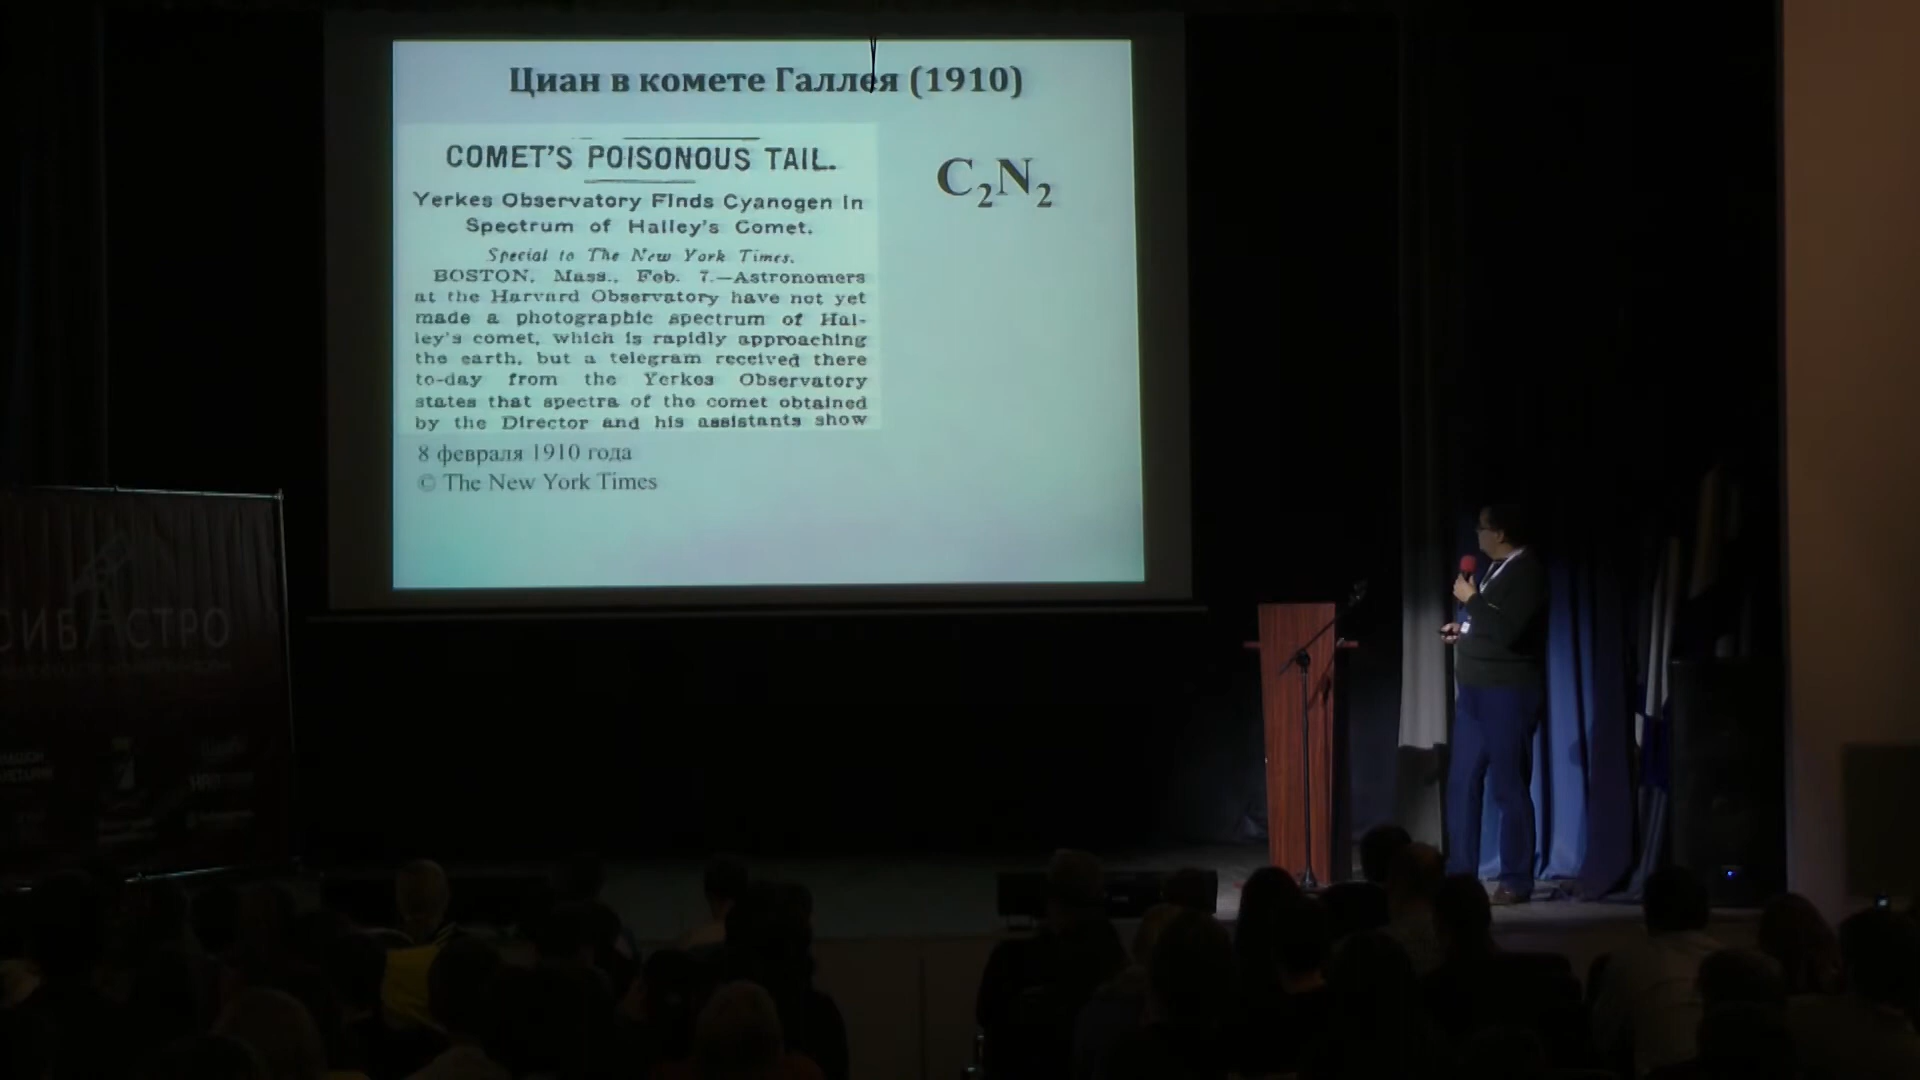 Циан в комете Галлея (1910)
COMET'S POISONOUS TAIL.
Yerkes Observatory Finds Cyanogen in
Spectrum of Halley's Comet.
Special to The New York Times.
BOSTON, Mass., Feb. 7.—Astronomers
at the Harvard Observatory have not yet
made a photographic spectrum of Hal-
ley's comet, which is rapidly approaching
the earth, but a telegram received there
to-day from the Yerkes Observatory
states that spectra of the comet obtained
by the Director and his assistants show
8 февраля 1910 года
© The New York Times
C₂N₂
СИБАСТРО